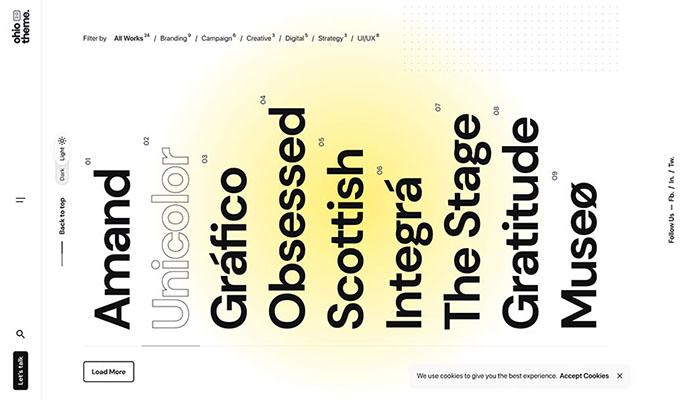 ohio
theme.
Filter by All Works 24 / Branding 9 / Campaign 6 / Creative 3 / Digital 5 / Strategy 3 / UI/UX 8
Dark Light
Back to top
Let's talk
01
Amand
02
Unicolor
03
Gráfico
04
Obsessed
05
Scottish
06
Integrá
07
The Stage
08
Gratitude
09
Museø
Follow Us — Fb. / In. / Tw.
Load More
We use cookies to give you the best experience. Accept Cookies